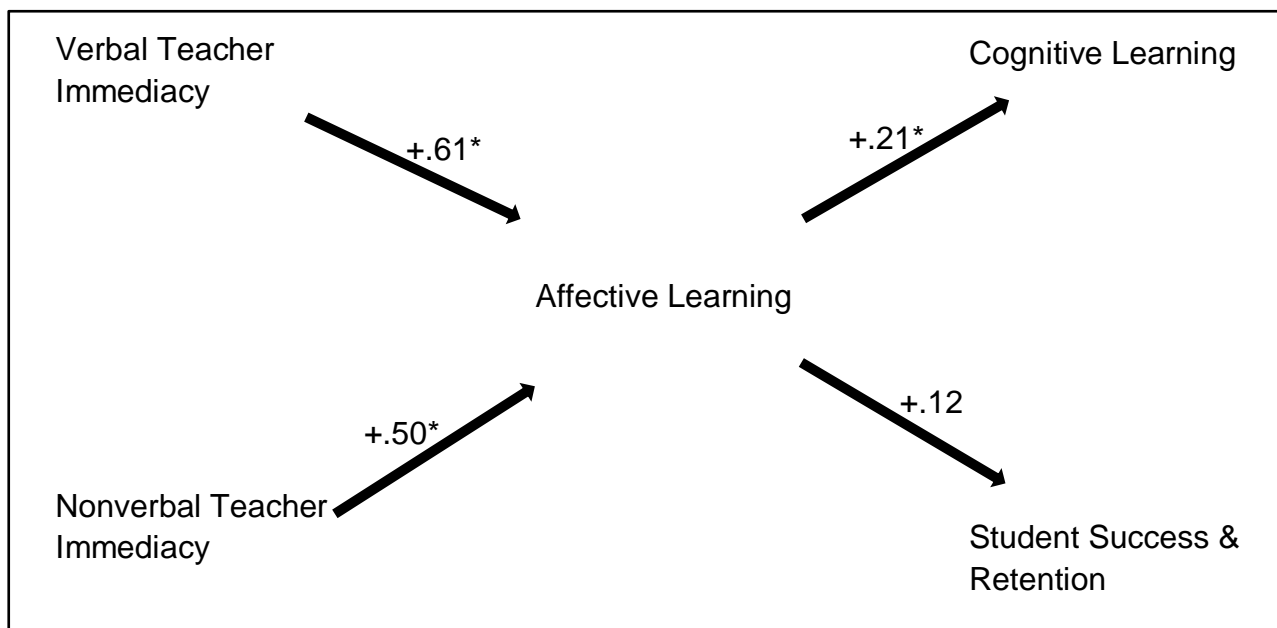 Verbal Teacher
Immediacy
Cognitive Learning
+.61*
+.21*
Affective Learning
+.50*
+.12
Nonverbal Teacher
Immediacy
Student Success &
Retention